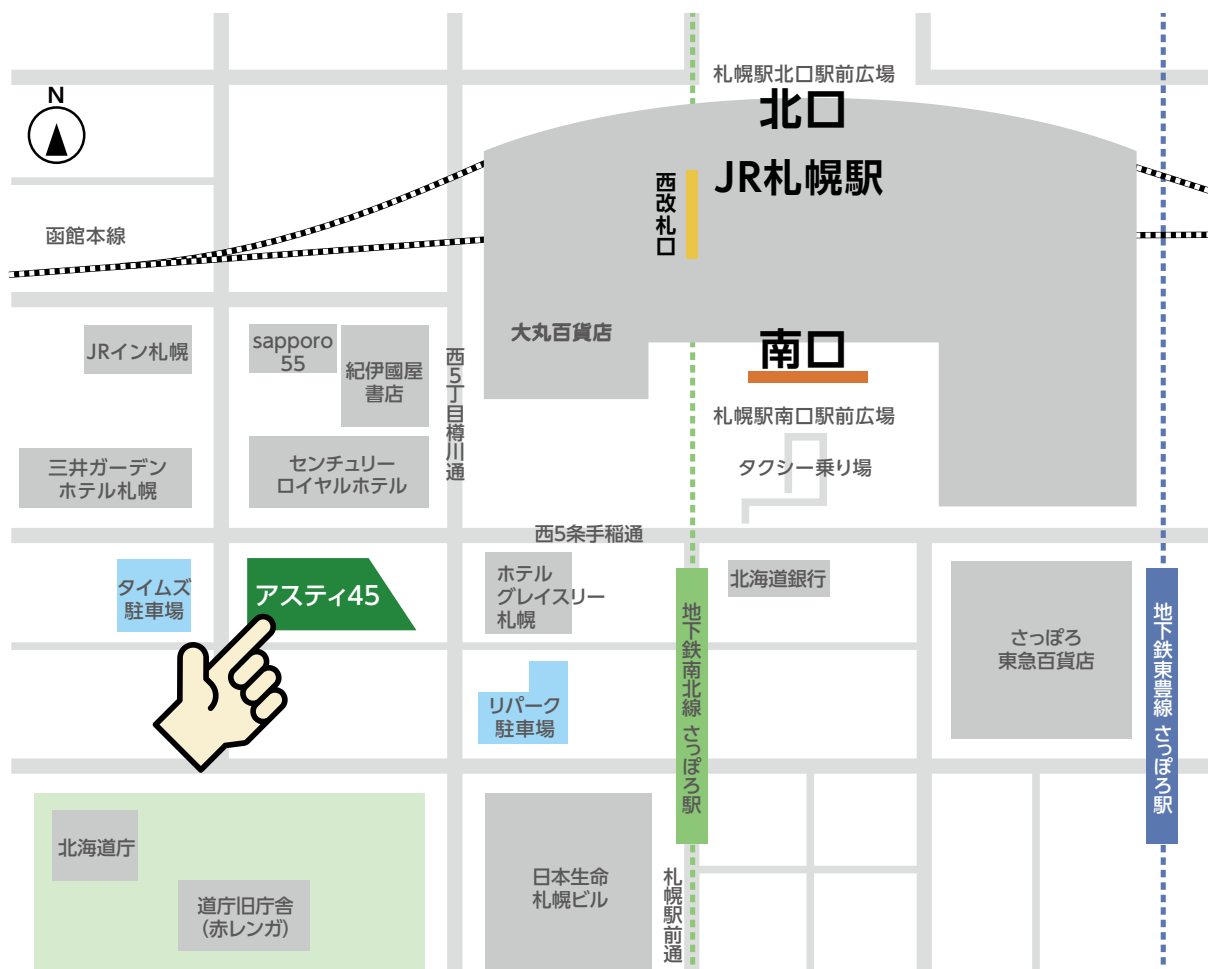 N
札幌駅北口駅前広場
北口
JR札幌駅
西改札口
函館本線
大丸百貨店
南口
JRイン札幌
sapporo
55
紀伊國屋
書店
西5丁目樽川通
札幌駅南口駅前広場
タクシー乗り場
三井ガーデン
ホテル札幌
センチュリー
ロイヤルホテル
西5条手稲通
タイムズ
駐車場
アスティ45
ホテル
グレイスリー
札幌
北海道銀行
地下鉄南北線 さっぽろ駅
さっぽろ
東急百貨店
地下鉄東豊線 さっぽろ駅
リパーク
駐車場
北海道庁
道庁旧庁舎
(赤レンガ)
日本生命
札幌ビル
札幌駅前通